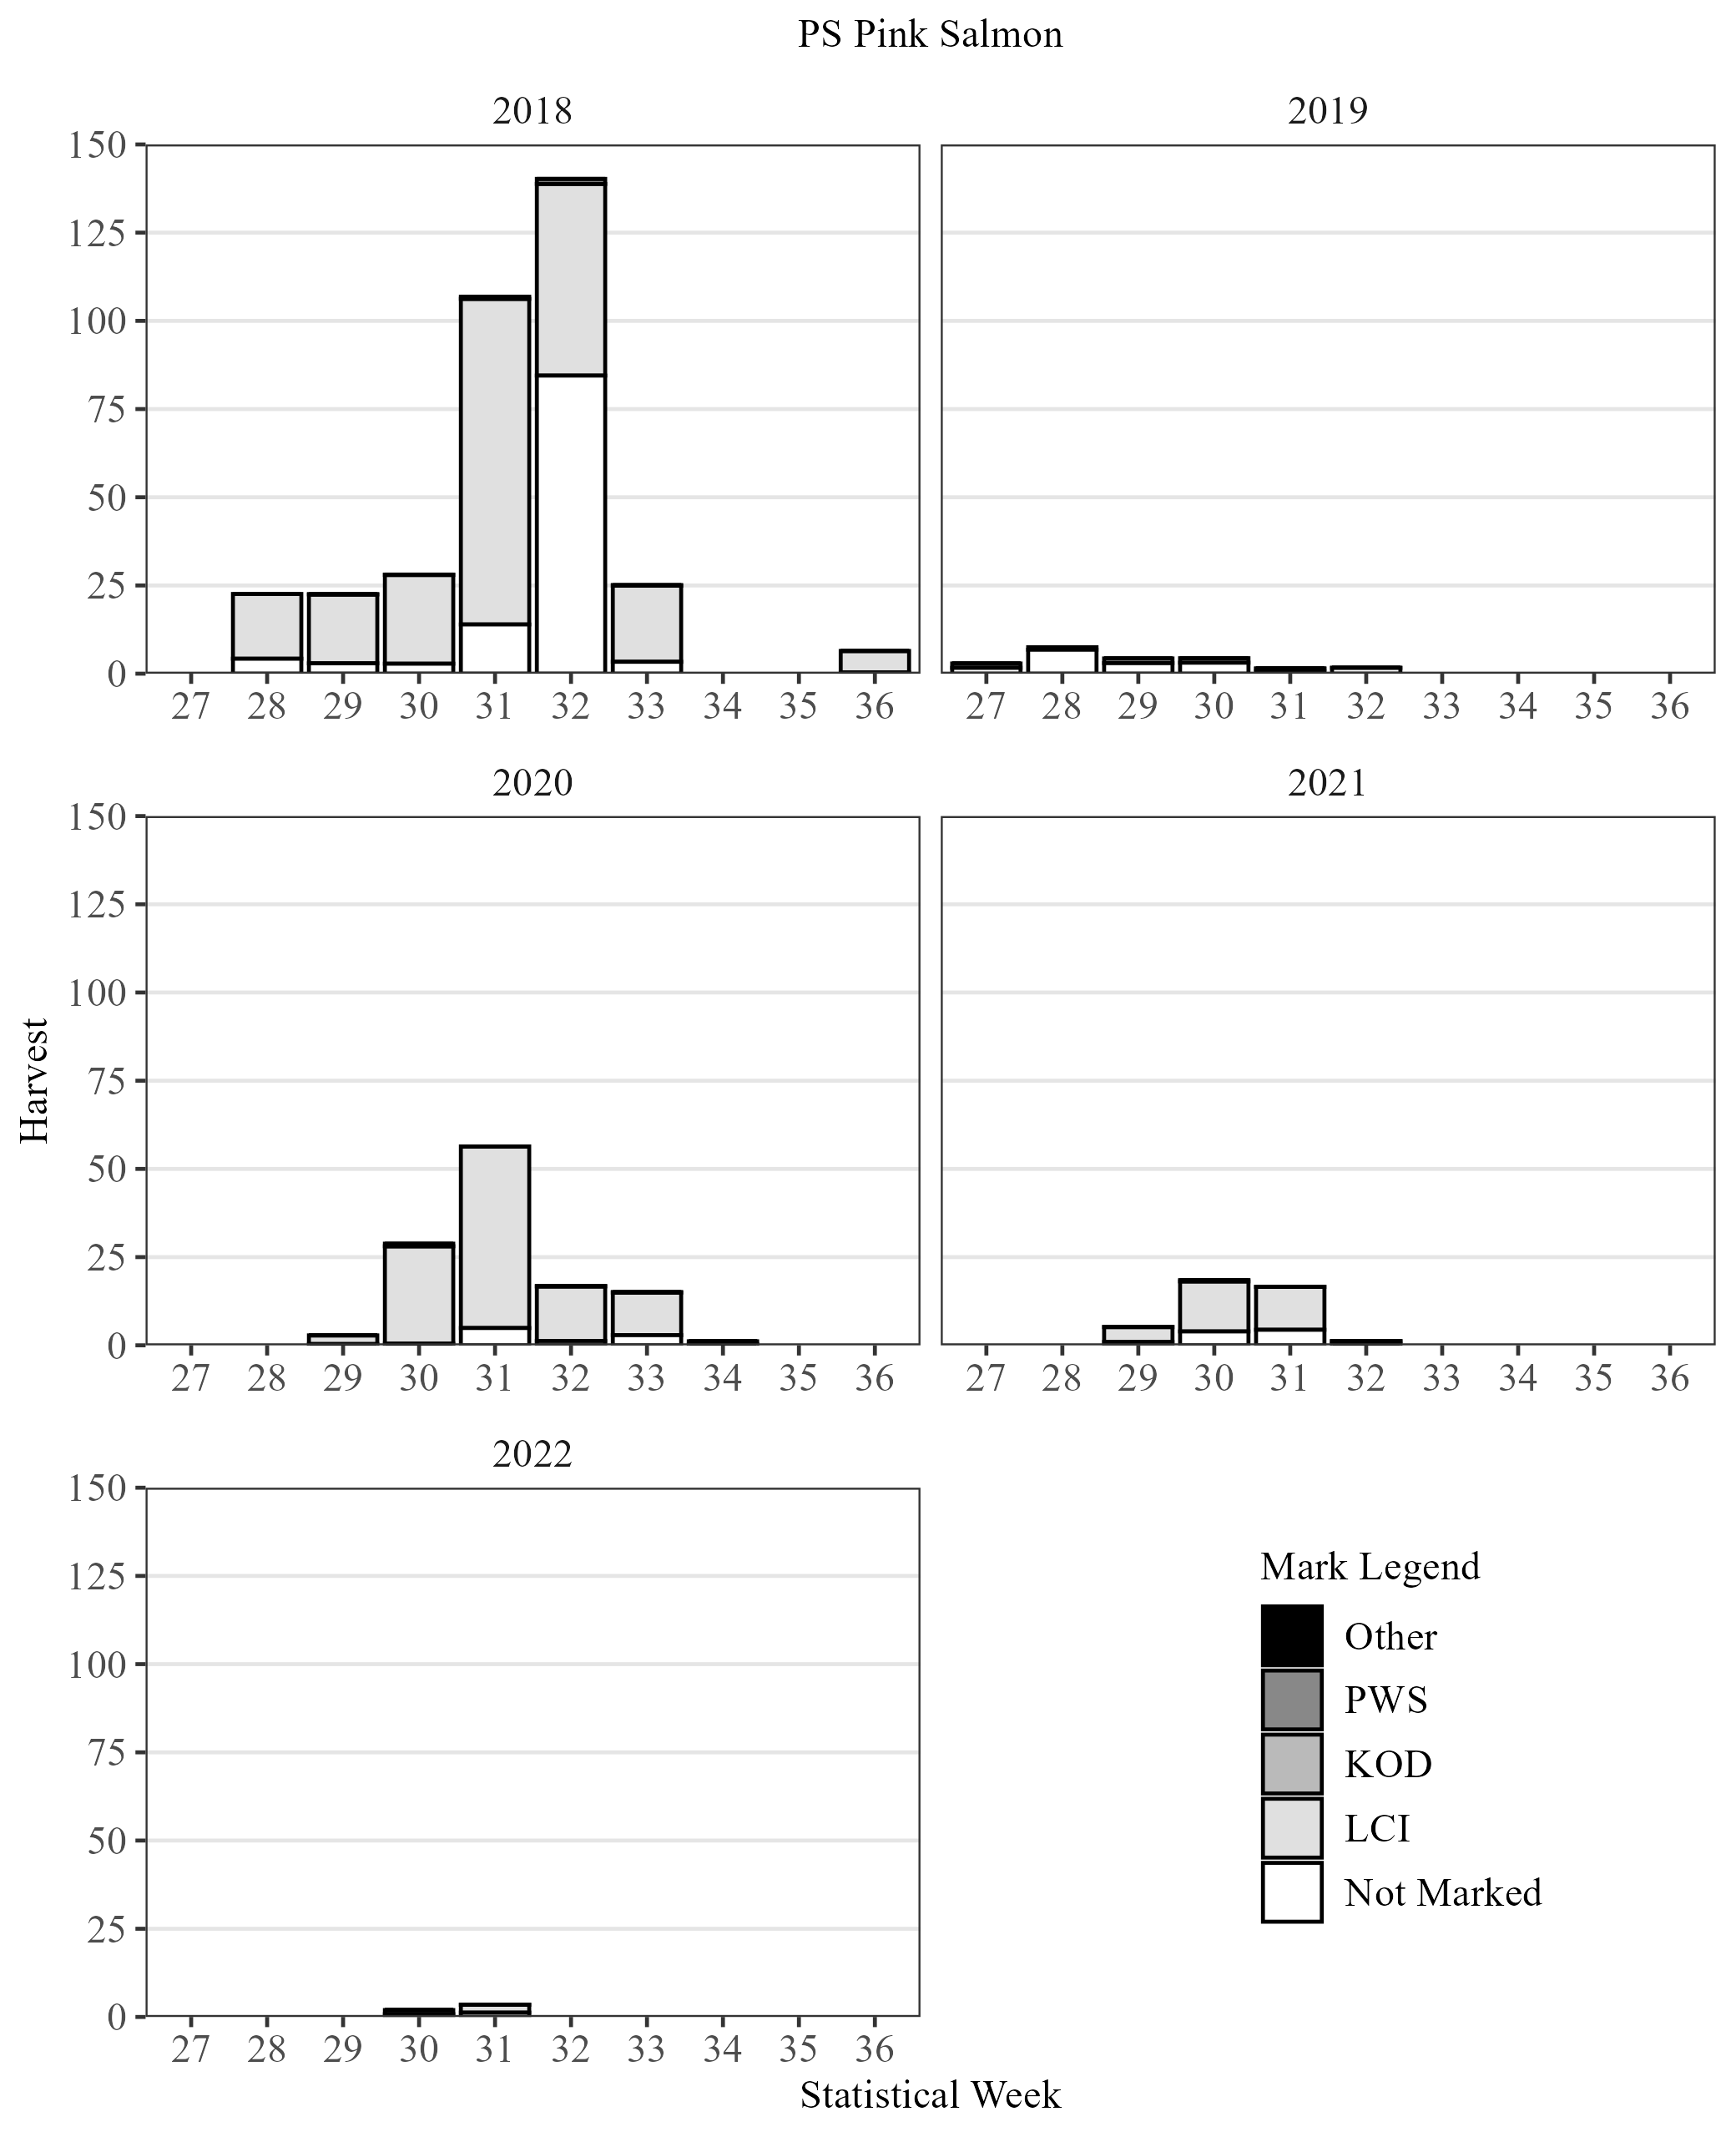 PS Pink Salmon
2018 2019
150
125
100
75
50
25
0
27 28 29 30 31 32 33 34 35 36 27 28 29 30 31 32 33 34 35 36
2020 2021
150
125
100
75
50
25
0
27 28 29 30 31 32 33 34 35 36 27 28 29 30 31 32 33 34 35 36
Harvest
2022
150
125
100
75
50
25
0
27 28 29 30 31 32 33 34 35 36
Statistical Week
Mark Legend
Other
PWS
KOD
LCI
Not Marked